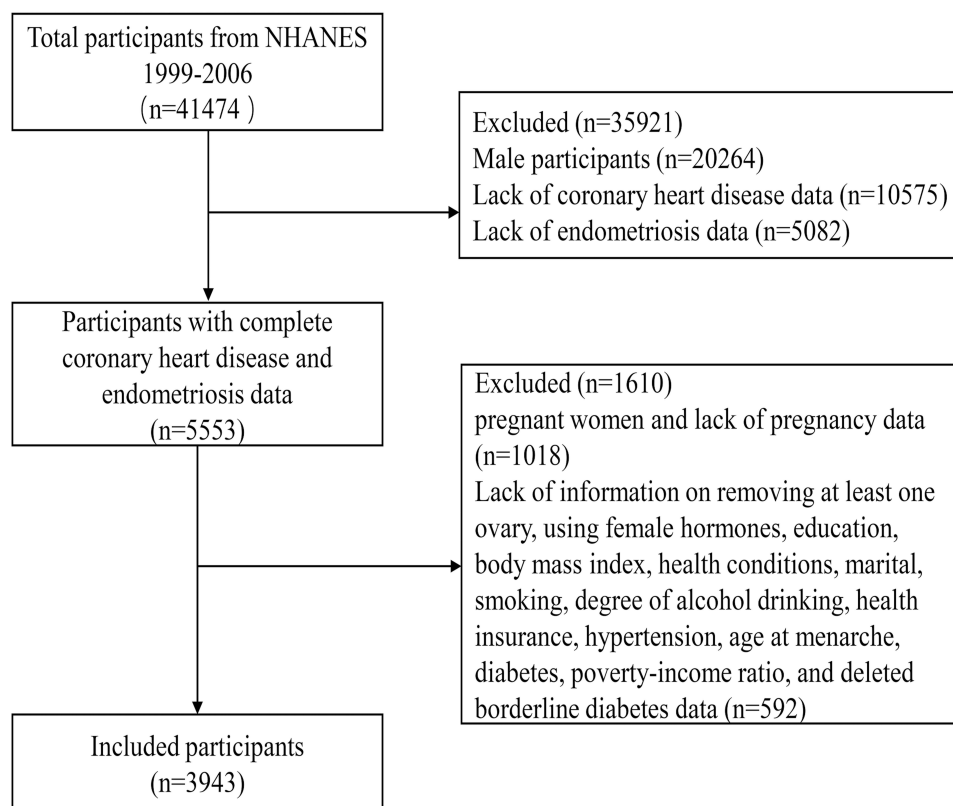 Total participants from NHANES
1999-2006
(n=41474 )
Excluded (n=35921)
Male participants (n=20264)
Lack of coronary heart disease data (n=10575)
Lack of endometriosis data (n=5082)
Participants with complete
coronary heart disease and
endometriosis data
(n=5553)
Excluded (n=1610)
pregnant women and lack of pregnancy data
(n=1018)
Lack of information on removing at least one
ovary, using female hormones, education,
body mass index, health conditions, marital,
smoking, degree of alcohol drinking, health
insurance, hypertension, age at menarche,
diabetes, poverty-income ratio, and deleted
borderline diabetes data (n=592)
Included participants
(n=3943)